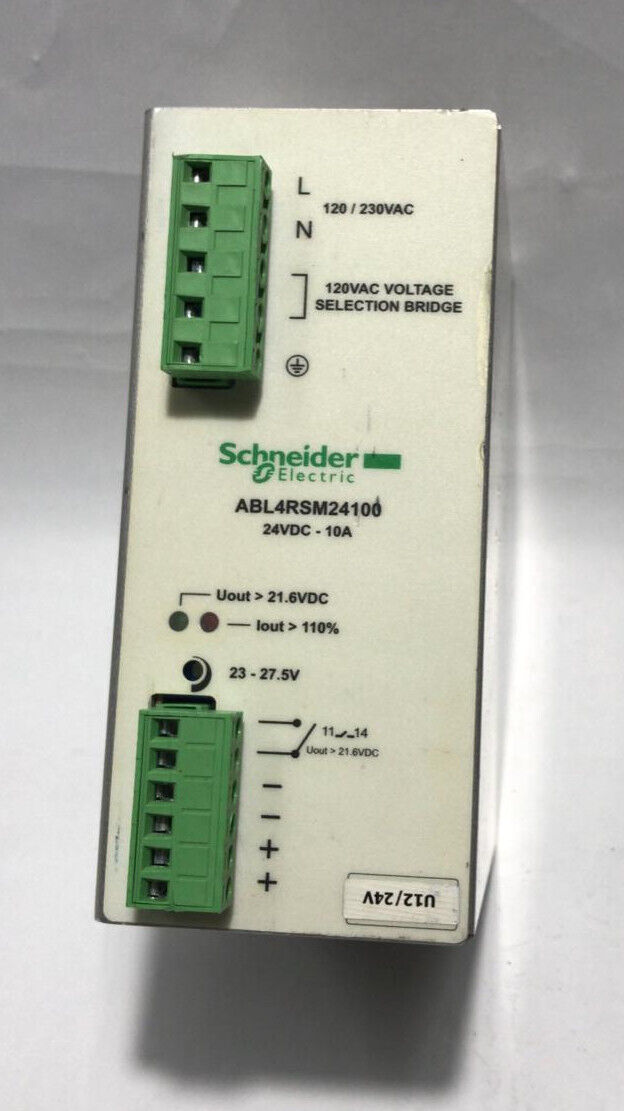 L
120 / 230VAC
N
120VAC VOLTAGE
SELECTION BRIDGE
Schneider
Electric
ABL4RSM24100
24VDC - 10A
Uout > 21.6VDC
Iout > 110%
23 - 27.5V
11 14
Uout > 21.6VDC
−
−
+
+
U12/24V